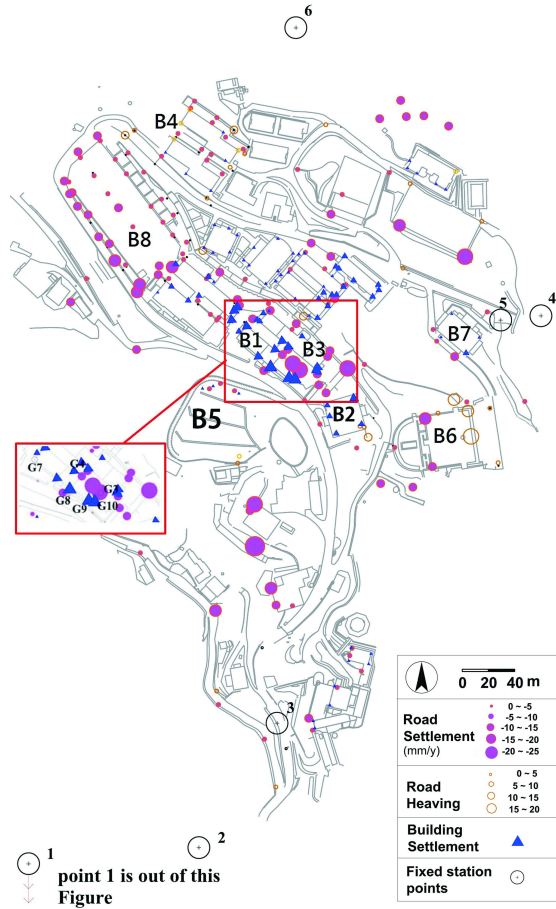 6
B4
B8
5
4
B1
B3
B7
B2
B5
B6
G7
G4
G8
G3
G9
G10
3
2
1
point 1 is out of this
Figure
0 20 40 m
Road
Settlement
(mm/y)
0 ~ -5
-5 ~ -10
-10 ~ -15
-15 ~ -20
-20 ~ -25
Road
Heaving
0 ~ 5
5 ~ 10
10 ~ 15
15 ~ 20
Building
Settlement
Fixed station
points